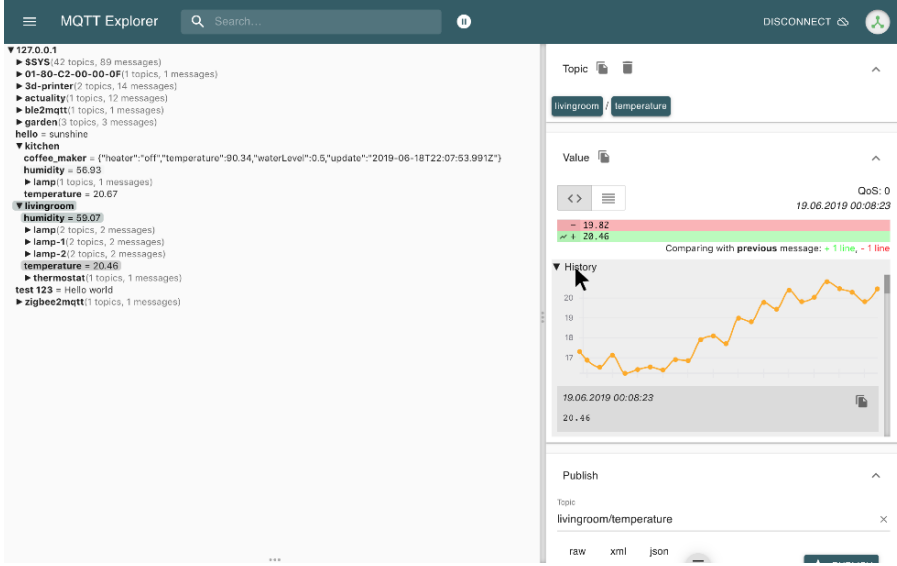 MQTT Explorer
Search...
DISCONNECT
▼ 127.0.0.1
▶ $SYS(42 topics, 89 messages)
▶ 01-80-C2-00-00-0F(1 topics, 1 messages)
▶ 3d-printer(2 topics, 14 messages)
▶ actuality(1 topics, 12 messages)
▶ ble2mqtt(1 topics, 1 messages)
▶ garden(3 topics, 3 messages)
hello = sunshine
▼ kitchen
coffee_maker = {"heater":"off","temperature":90.34,"waterLevel":0.5,"update":"2019-06-18T22:07:53.991Z"}
humidity = 56.93
▶ lamp(1 topics, 1 messages)
temperature = 20.67
▼ livingroom
humidity = 59.07
▶ lamp(2 topics, 2 messages)
▶ lamp-1(2 topics, 2 messages)
▶ lamp-2(2 topics, 2 messages)
temperature = 20.46
▶ thermostat(1 topics, 1 messages)
test 123 = Hello world
▶ zigbee2mqtt(1 topics, 1 messages)
Topic
livingroom / temperature
Value
QoS: 0
19.06.2019 00:08:23
- 19.82
+ 20.46
Comparing with previous message: + 1 line, - 1 line
▼ History
20
19
18
17
19.06.2019 00:08:23
20.46
Publish
Topic
livingroom/temperature
raw xml json
PUBLISH